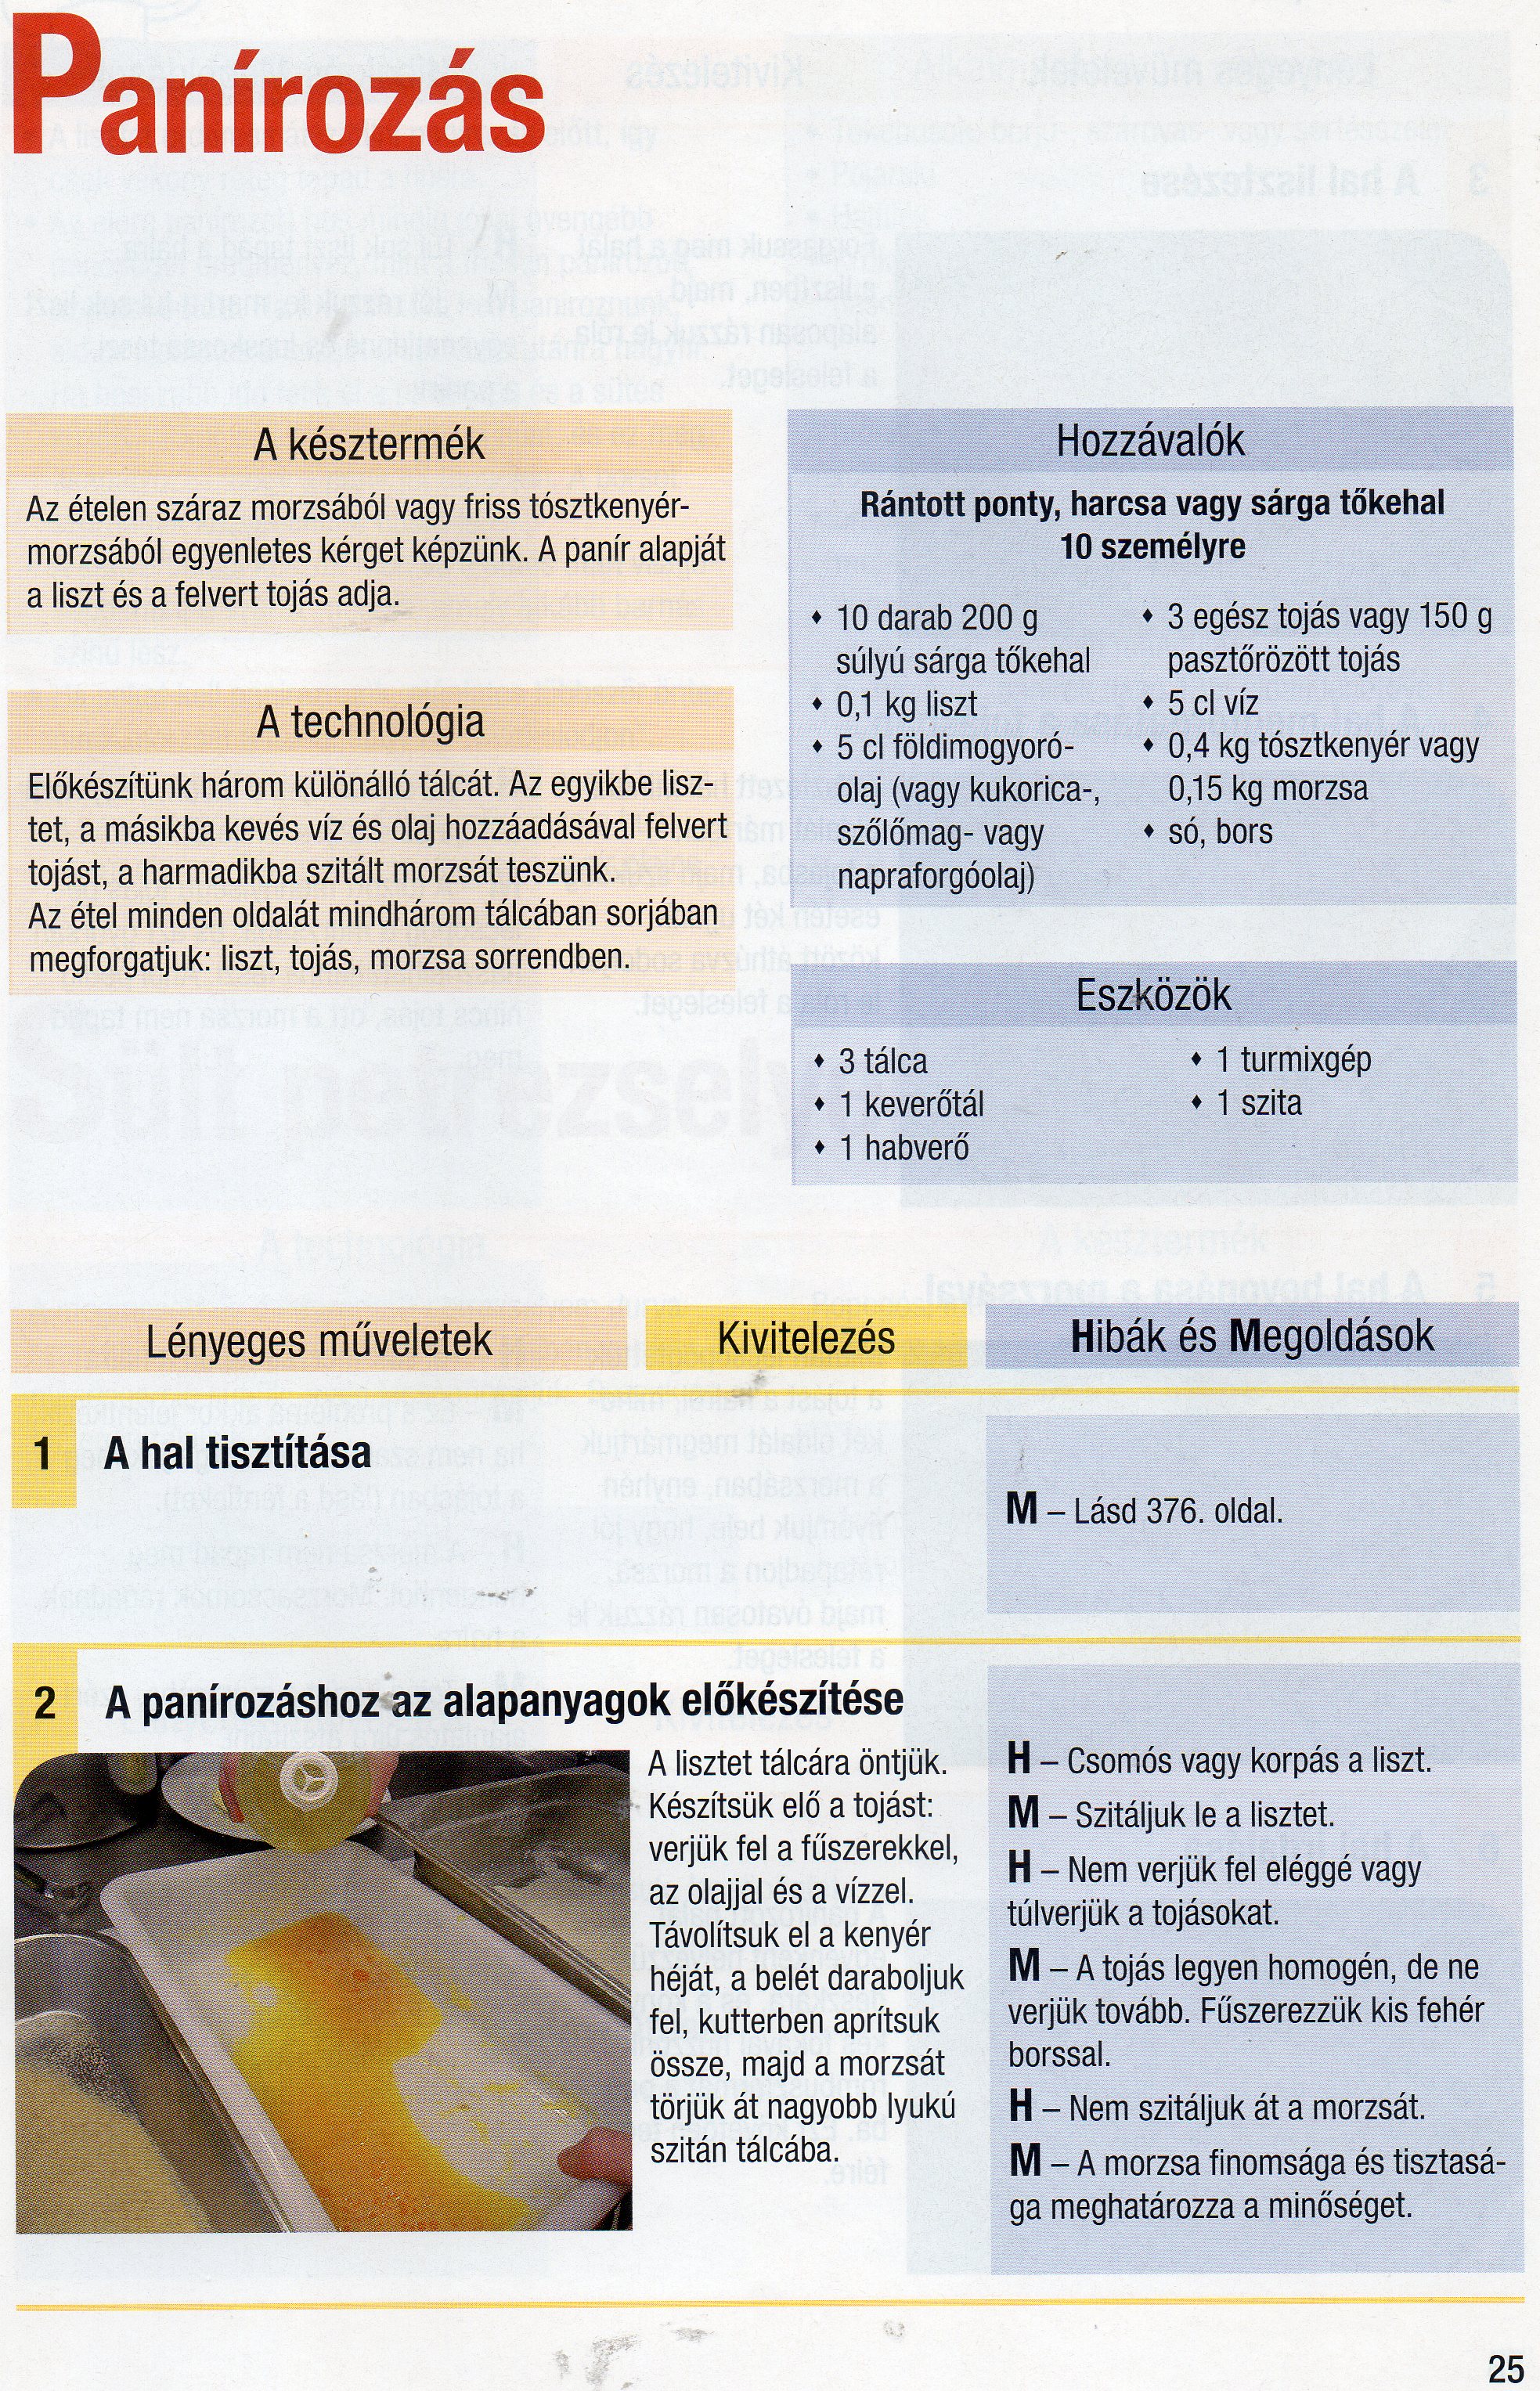 Panírozás
A késztermék
Az ételen száraz morzsából vagy friss tósztkenyér-
morzsából egyenletes kérget képzünk. A panír alapját
a liszt és a felvert tojás adja.
A technológia
Előkészítünk három különálló tálcát. Az egyikbe lisz-
tet, a másikba kevés víz és olaj hozzáadásával felvert
tojást, a harmadikba szitált morzsát teszünk.
Az étel minden oldalát mindhárom tálcában sorjában
megforgatjuk: liszt, tojás, morzsa sorrendben.
Hozzávalók
Rántott ponty, harcsa vagy sárga tőkehal
10 személyre
♦ 10 darab 200 g
súlyú sárga tőkehal
♦ 0,1 kg liszt
♦ 5 cl földimogyoró-
olaj (vagy kukorica-,
szőlőmag- vagy
napraforgóolaj)
♦ 3 egész tojás vagy 150 g
pasztőrözött tojás
♦ 5 cl víz
♦ 0,4 kg tósztkenyér vagy
0,15 kg morzsa
♦ só, bors
Eszközök
♦ 3 tálca
♦ 1 keverőtál
♦ 1 habverő
♦ 1 turmixgép
♦ 1 szita
Lényeges műveletek
Kivitelezés
Hibák és Megoldások
1 A hal tisztítása
M – Lásd 376. oldal.
2 A panírozáshoz az alapanyagok előkészítése
A lisztet tálcára öntjük.
Készítsük elő a tojást:
verjük fel a fűszerekkel,
az olajjal és a vízzel.
Távolítsuk el a kenyér
héját, a belét daraboljuk
fel, kutterben aprítsuk
össze, majd a morzsát
törjük át nagyobb lyukú
szitán tálcába.
H – Csomós vagy korpás a liszt.
M – Szitáljuk le a lisztet.
H – Nem verjük fel eléggé vagy
túlverjük a tojásokat.
M – A tojás legyen homogén, de ne
verjük tovább. Fűszerezzük kis fehér
borssal.
H – Nem szitáljuk át a morzsát.
M – A morzsa finomsága és tisztasá-
ga meghatározza a minőséget.
25